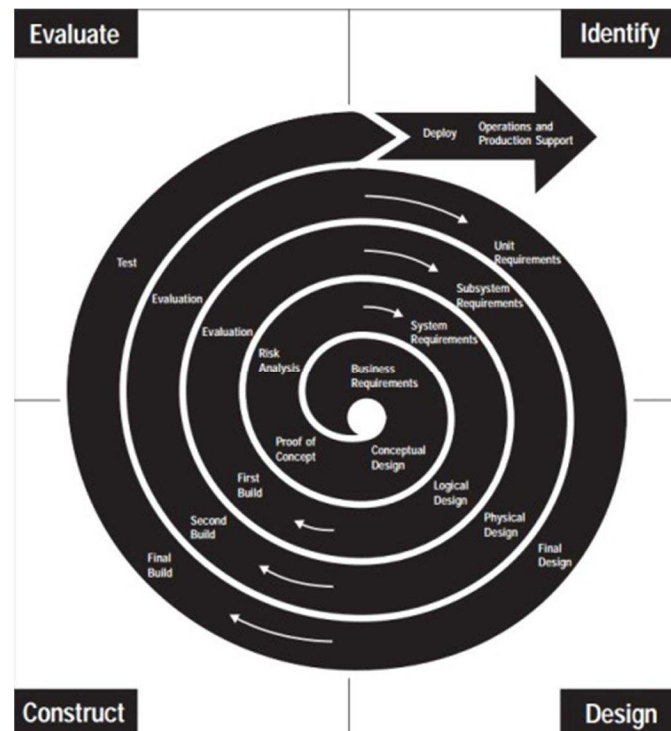 Evaluate
Identify
Deploy
Operations and
Production Support
Unit
Requirements
Test
Subsystem
Requirements
Evaluation
System
Requirements
Evaluation
Risk
Analysis
Business
Requirements
Proof of
Concept
Conceptual
Design
First
Build
Logical
Design
Second
Build
Physical
Design
Final
Build
Final
Design
Construct
Design